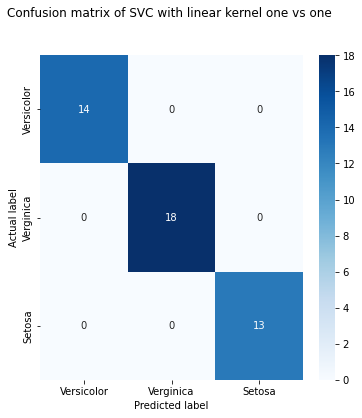 Confusion matrix of SVC with linear kernel one vs one
Actual label
Versicolor
14 0 0
Verginica
0 18 0
Setosa
0 0 13
Versicolor Verginica Setosa
Predicted label
18
16
14
12
10
8
6
4
2
0